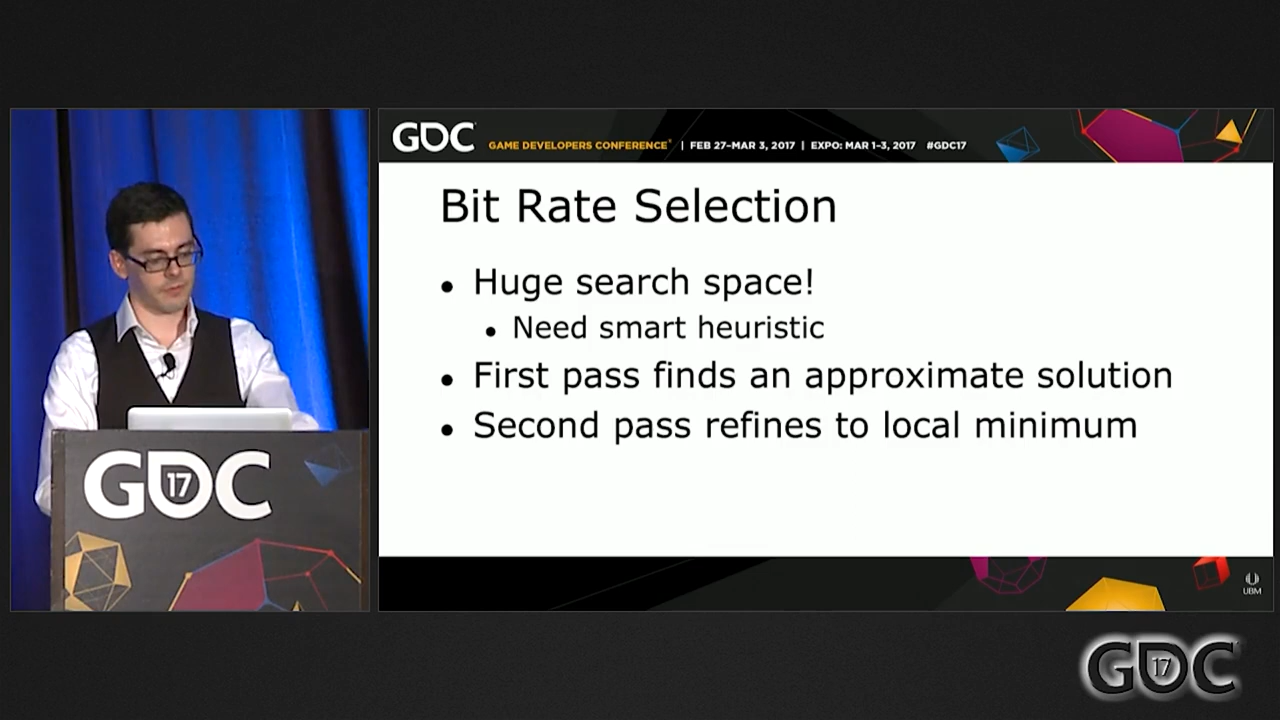 GDC
GAME DEVELOPERS CONFERENCE® | FEB 27–MAR 3, 2017 | EXPO: MAR 1-3, 2017 #GDC17
Bit Rate Selection
• Huge search space!
• Need smart heuristic
• First pass finds an approximate solution
• Second pass refines to local minimum
GDC
17
UBM
GDC
17